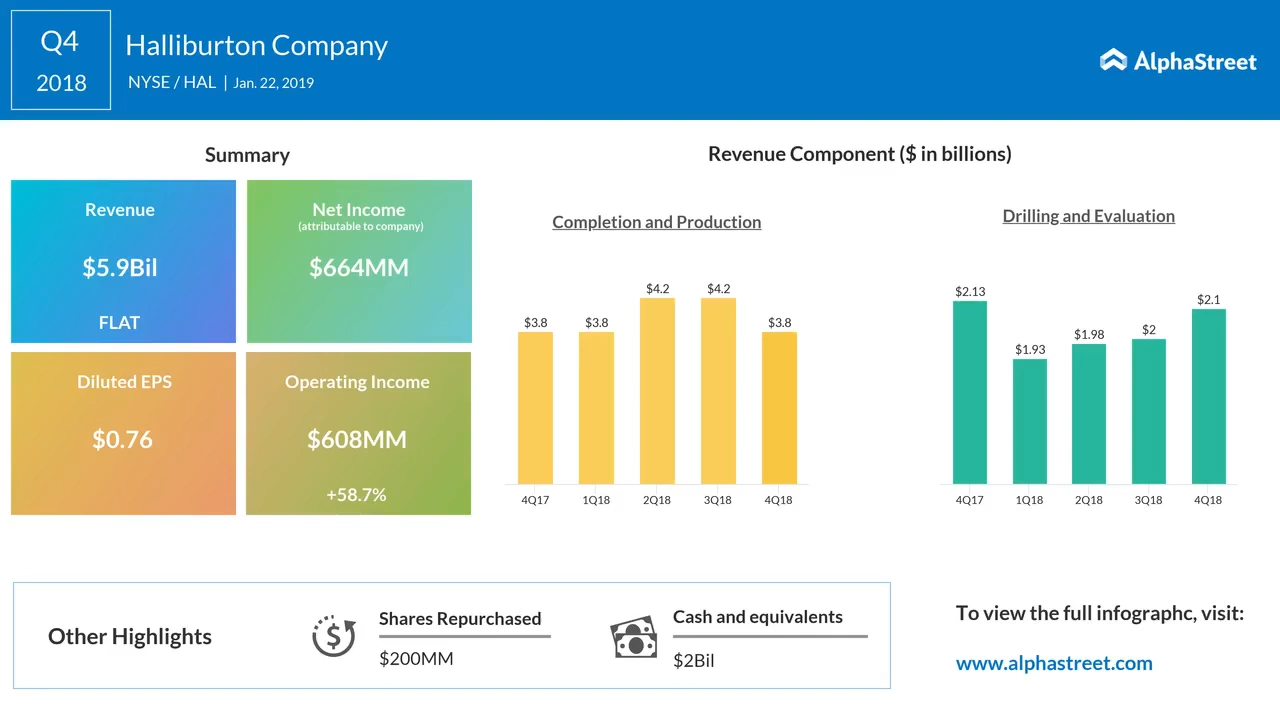 Q4
2018
Halliburton Company
NYSE / HAL | Jan. 22, 2019
AlphaStreet
Summary
Revenue
$5.9Bil
FLAT
Net Income
(attributable to company)
$664MM
Diluted EPS
$0.76
Operating Income
$608MM
+58.7%
Revenue Component ($ in billions)
Completion and Production
$3.8
$3.8
$4.2
$4.2
$3.8
4Q17 1Q18 2Q18 3Q18 4Q18
Drilling and Evaluation
$2.13
$1.93
$1.98
$2
$2.1
4Q17 1Q18 2Q18 3Q18 4Q18
Other Highlights
Shares Repurchased
$200MM
Cash and equivalents
$2Bil
To view the full infographc, visit:
www.alphastreet.com